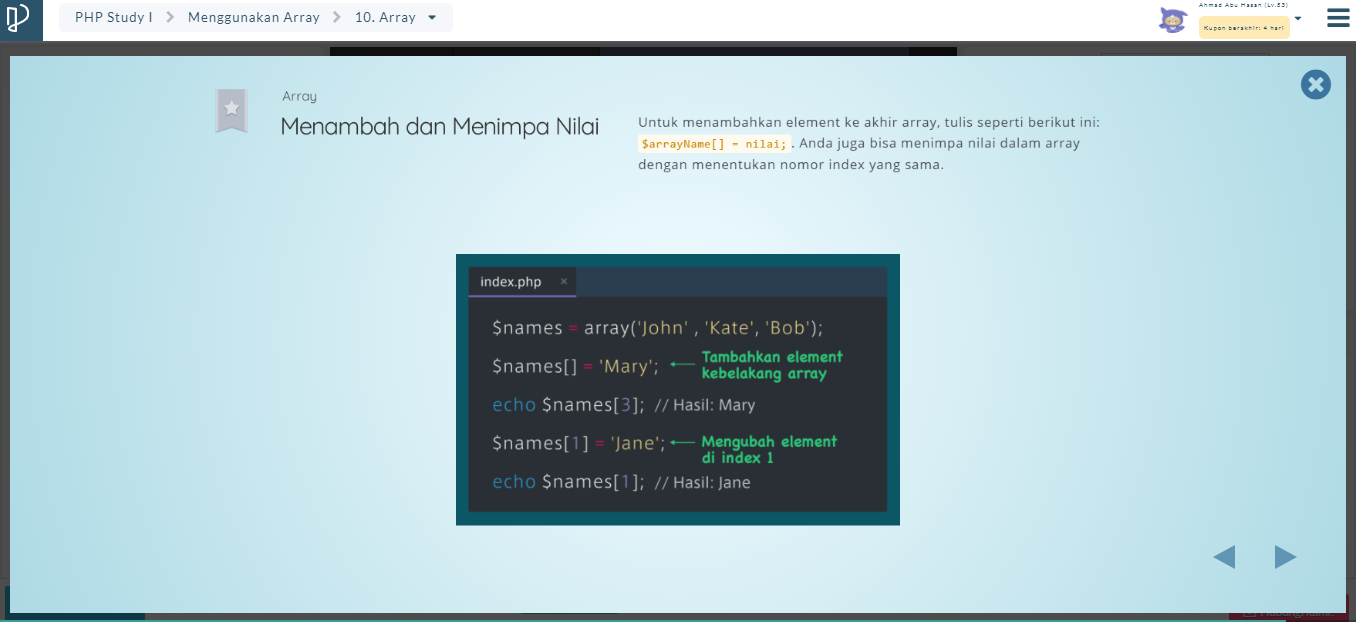 PHP Study I > Menggunakan Array > 10. Array
Ahmad Abu Hasan (Lv.53)
Kupon berakhir: 4 hari
Array
Menambah dan Menimpa Nilai
Untuk menambahkan element ke akhir array, tulis seperti berikut ini:
$arrayName[] = nilai;. Anda juga bisa menimpa nilai dalam array
dengan menentukan nomor index yang sama.
index.php ×
$names = array('John' , 'Kate', 'Bob');
$names[] = 'Mary'; ← Tambahkan element
kebelakang array
echo $names[3]; // Hasil: Mary
$names[1] = 'Jane'; ← Mengubah element
di index 1
echo $names[1]; // Hasil: Jane